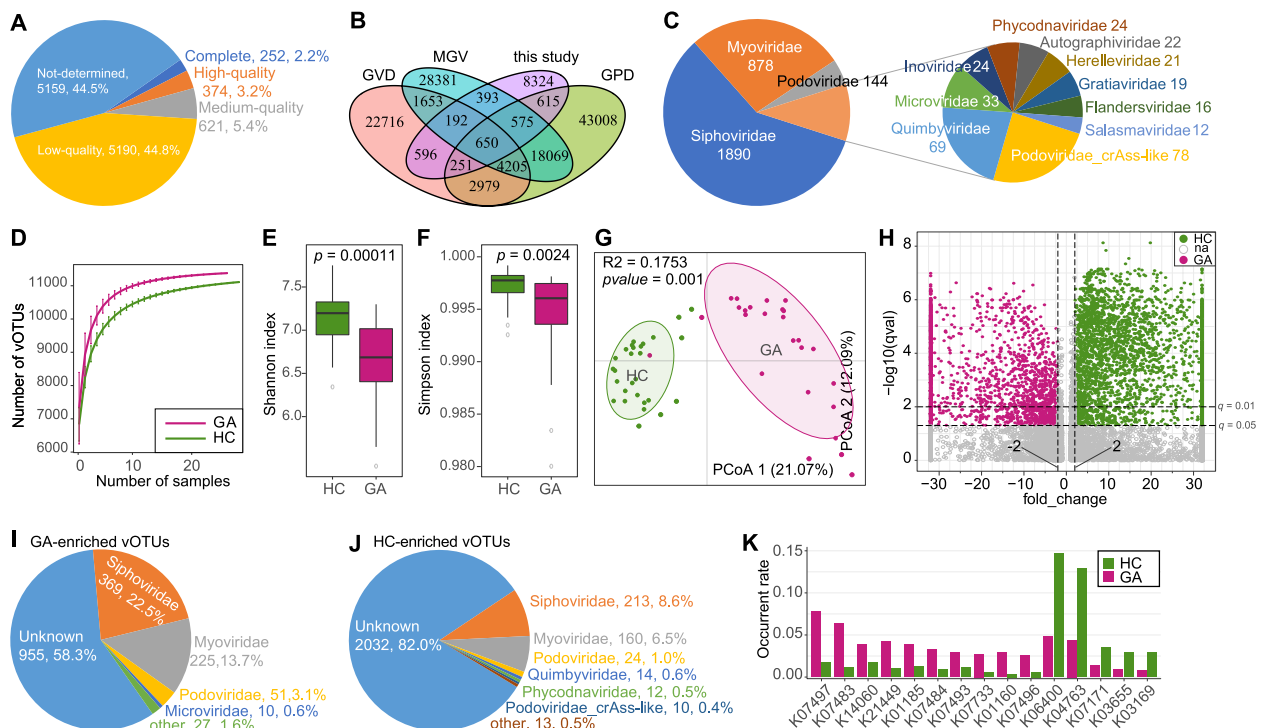 A
Not-determined,
5159, 44.5%
Complete, 252, 2.2%
High-quality
374, 3.2%
Medium-quality
621, 5.4%
Low-quality, 5190, 44.8%
B
GVD
MGV
this study
GPD
28381
8324
1653
393
615
22716
192
575
43008
650
596
251
4205
18069
2979
C
Myoviridae
878
Podoviridae 144
Siphoviridae
1890
Phycodnaviridae 24
Autographiviridae 22
Herelleviridae 21
Inoviridae 24
Gratiaviridae 19
Microviridae 33
Flandersviridae 16
Quimbyviridae
69
Salasmaviridae 12
Podoviridae_crAss-like 78
D
Number of vOTUs
11000
10000
9000
8000
7000
6000
GA
HC
0 10 20
Number of samples
E
p = 0.00011
Shannon index
7.5
7.0
6.5
6.0
HC GA
F
p = 0.0024
Simpson index
1.000
0.995
0.990
0.985
0.980
HC GA
G
R2 = 0.1753
pvalue = 0.001
HC
GA
PCoA 2 (12.09%)
PCoA 1 (21.07%)
H
HC
na
GA
−log10(qval)
8
6
4
2
0
q = 0.01
q = 0.05
-2 2
−30 −20 −10 0 10 20 30
fold_change
I
GA-enriched vOTUs
Siphoviridae
369, 22.5%
Unknown
955, 58.3%
Myoviridae
225,13.7%
Podoviridae, 51,3.1%
Microviridae, 10, 0.6%
other, 27, 1.6%
J
HC-enriched vOTUs
Unknown
2032, 82.0%
Siphoviridae, 213, 8.6%
Myoviridae, 160, 6.5%
Podoviridae, 24, 1.0%
Quimbyviridae, 14, 0.6%
Phycodnaviridae, 12, 0.5%
Podoviridae_crAss-like, 10, 0.4%
other, 13, 0.5%
K
HC
GA
Occurrent rate
0.15
0.10
0.05
0.00
K07497
K07483
K14060
K21449
K01185
K07484
K07493
K07733
K01160
K07496
K06400
K04763
K07171
K03655
K03169